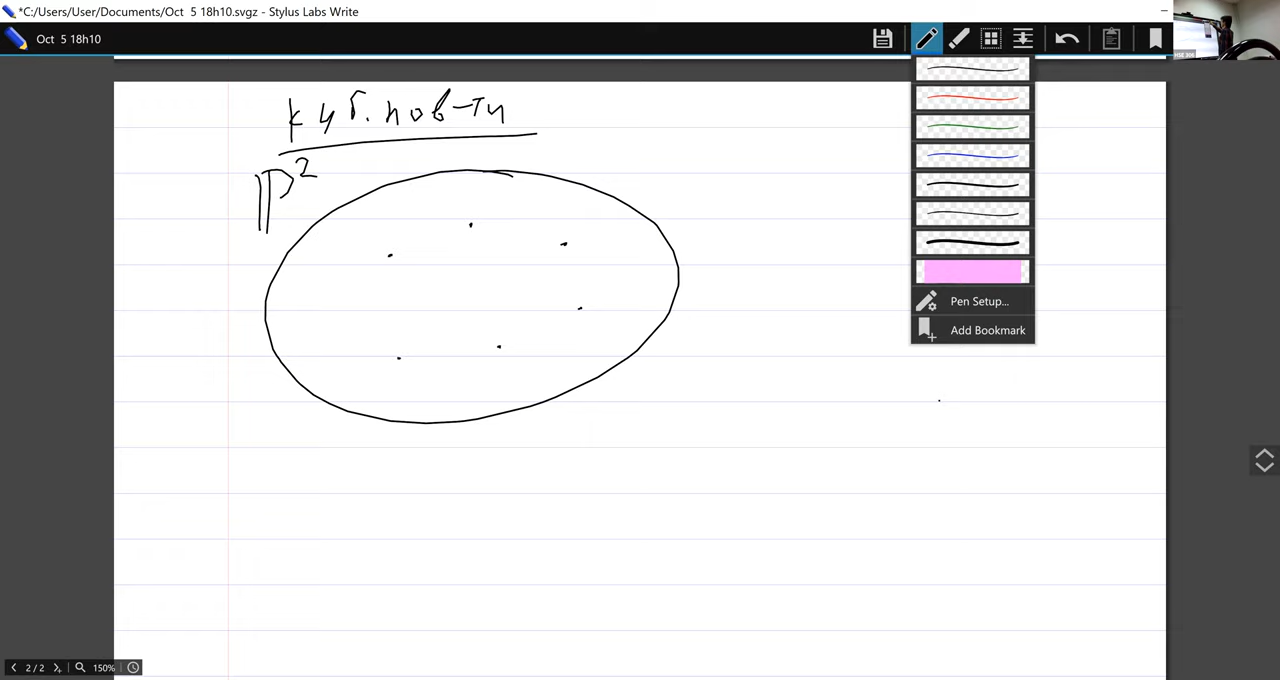 *C:/Users/User/Documents/Oct 5 18h10.svgz - Stylus Labs Write
Oct 5 18h10
куб. пов-ти
ℙ²
Pen Setup...
Add Bookmark
2 / 2
150%